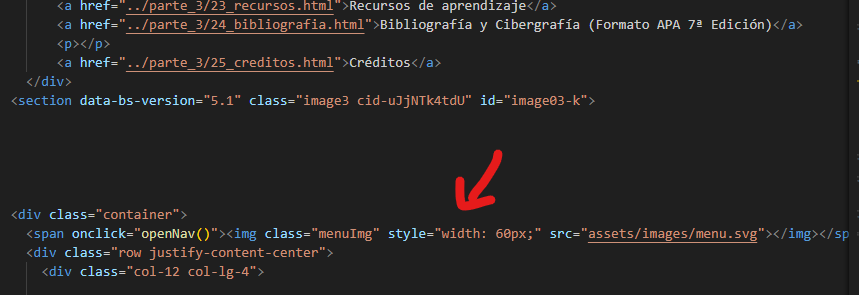 <a href="../parte_3/23_recursos.html">Recursos de aprendizaje</a>
<a href="../parte_3/24_bibliografia.html">Bibliografía y Cibergrafía (Formato APA 7ª Edición)</a>
<p></p>
<a href="../parte_3/25_creditos.html">Créditos</a>
</div>
<section data-bs-version="5.1" class="image3 cid-uJjNTk4tdU" id="image03-k">
<div class="container">
<span onclick="openNav()"><img class="menuImg" style="width: 60px;" src="assets/images/menu.svg"></img></sp
<div class="row justify-content-center">
<div class="col-12 col-lg-4">